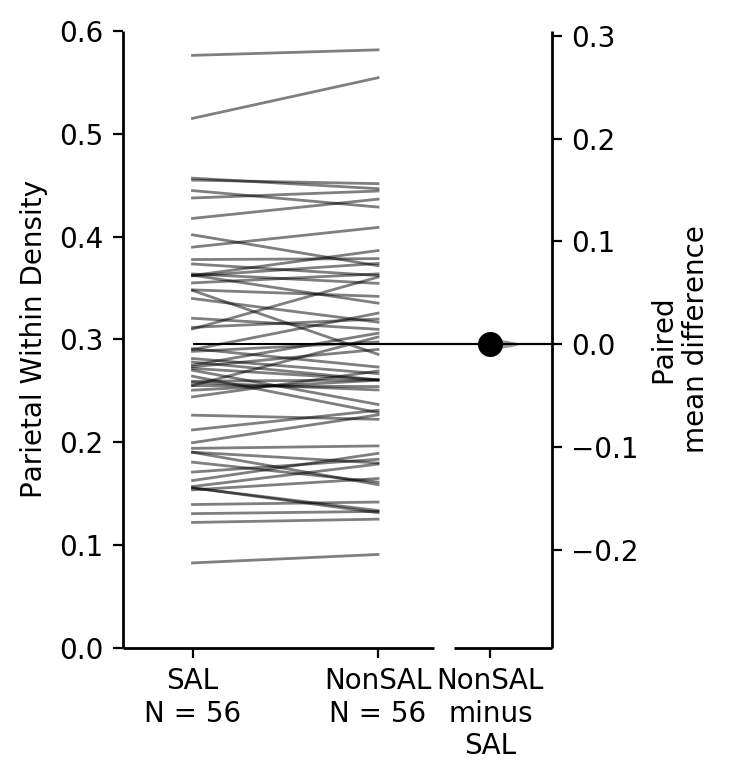 Parietal Within Density
0.6
0.5
0.4
0.3
0.2
0.1
0.0
SAL
N = 56
NonSAL
N = 56
NonSAL
minus
SAL
0.3
0.2
0.1
0.0
−0.1
−0.2
Paired
mean difference